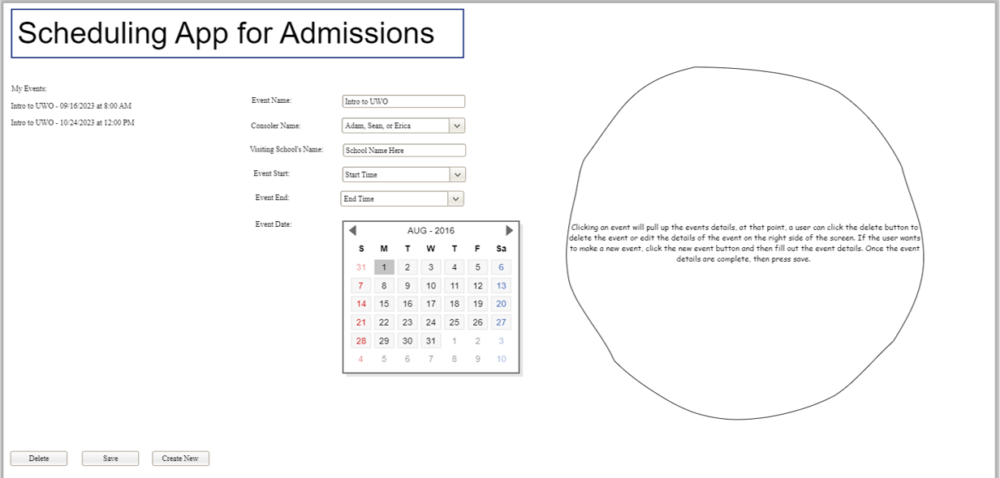 Scheduling App for Admissions
My Events:
Intro to UWO - 09/16/2023 at 8:00 AM
Intro to UWO - 10/24/2023 at 12:00 PM
Event Name:
Intro to UWO
Consoler Name:
Adam, Sean, or Erica
Visiting School's Name:
School Name Here
Event Start:
Start Time
Event End:
End Time
Event Date:
AUG - 2016
S M T W T F Sa
31 1 2 3 4 5 6
7 8 9 10 11 12 13
14 15 16 17 18 19 20
21 22 23 24 25 26 27
28 29 30 31 1 2 3
4 5 6 7 8 9 10
Clicking an event will pull up the events details, at that point, a user can click the delete button to
delete the event or edit the details of the event on the right side of the screen. If the user wants
to make a new event, click the new event button and then fill out the event details. Once the event
details are complete, then press save.
Delete
Save
Create New